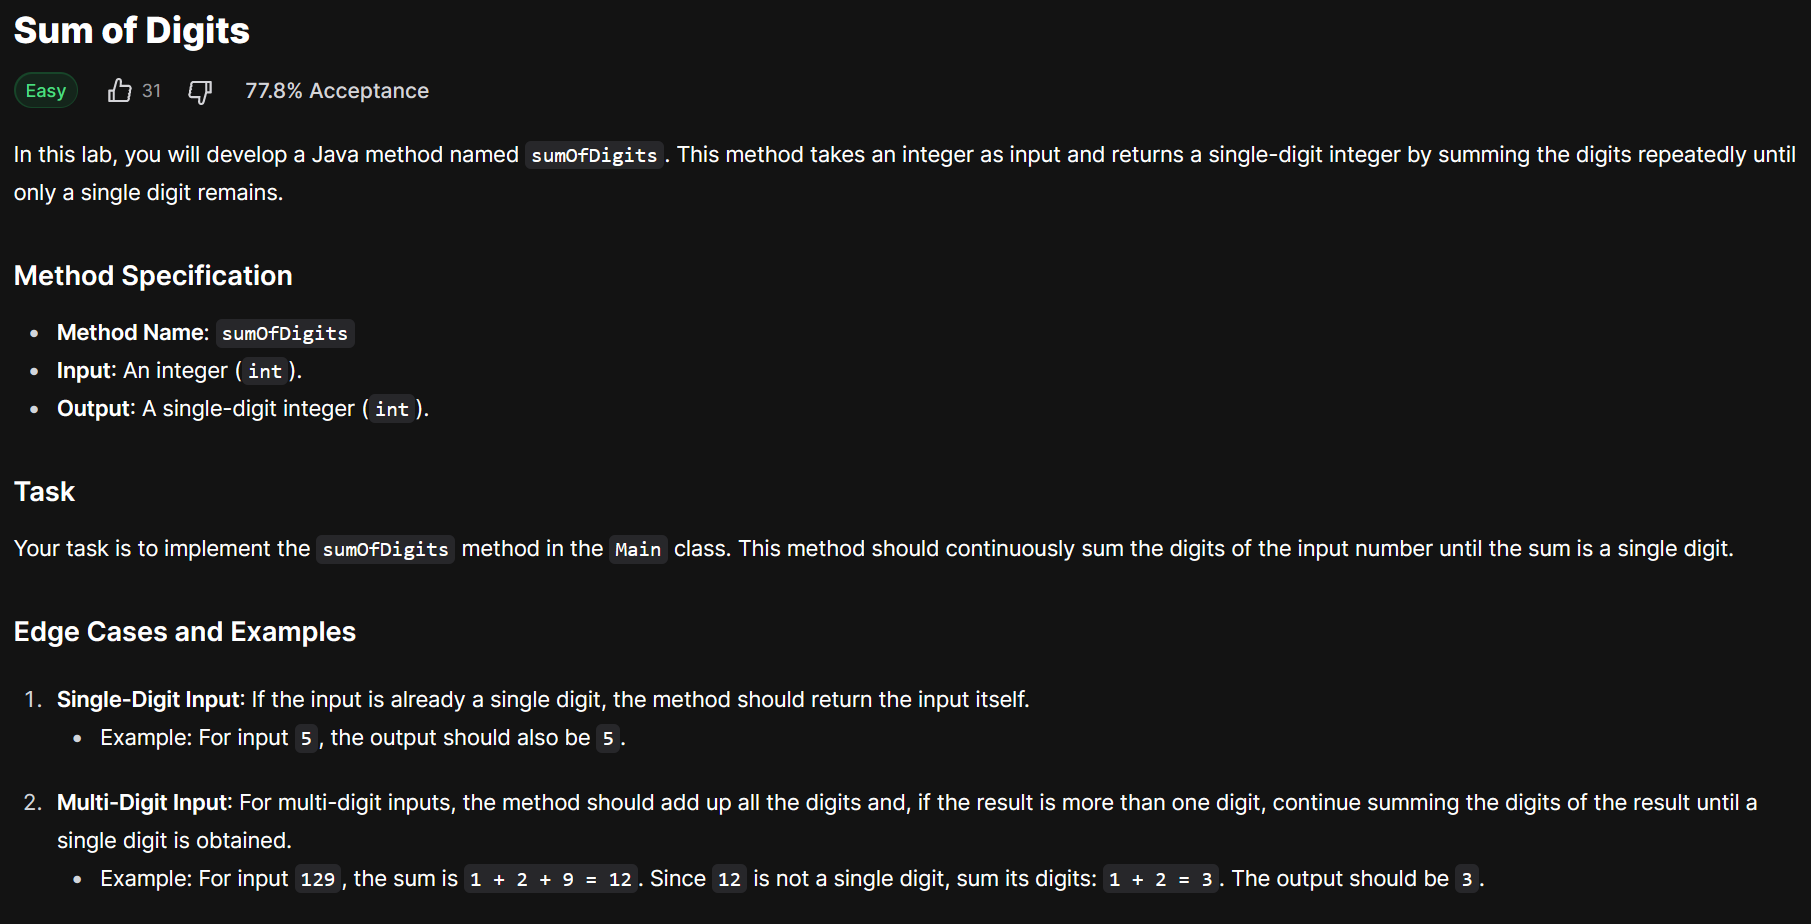 Sum of Digits
Easy 31 77.8% Acceptance
In this lab, you will develop a Java method named sumOfDigits. This method takes an integer as input and returns a single-digit integer by summing the digits repeatedly until
only a single digit remains.
Method Specification
• Method Name: sumOfDigits
• Input: An integer (int).
• Output: A single-digit integer (int).
Task
Your task is to implement the sumOfDigits method in the Main class. This method should continuously sum the digits of the input number until the sum is a single digit.
Edge Cases and Examples
1. Single-Digit Input: If the input is already a single digit, the method should return the input itself.
• Example: For input 5, the output should also be 5.
2. Multi-Digit Input: For multi-digit inputs, the method should add up all the digits and, if the result is more than one digit, continue summing the digits of the result until a
single digit is obtained.
• Example: For input 129, the sum is 1 + 2 + 9 = 12. Since 12 is not a single digit, sum its digits: 1 + 2 = 3. The output should be 3.